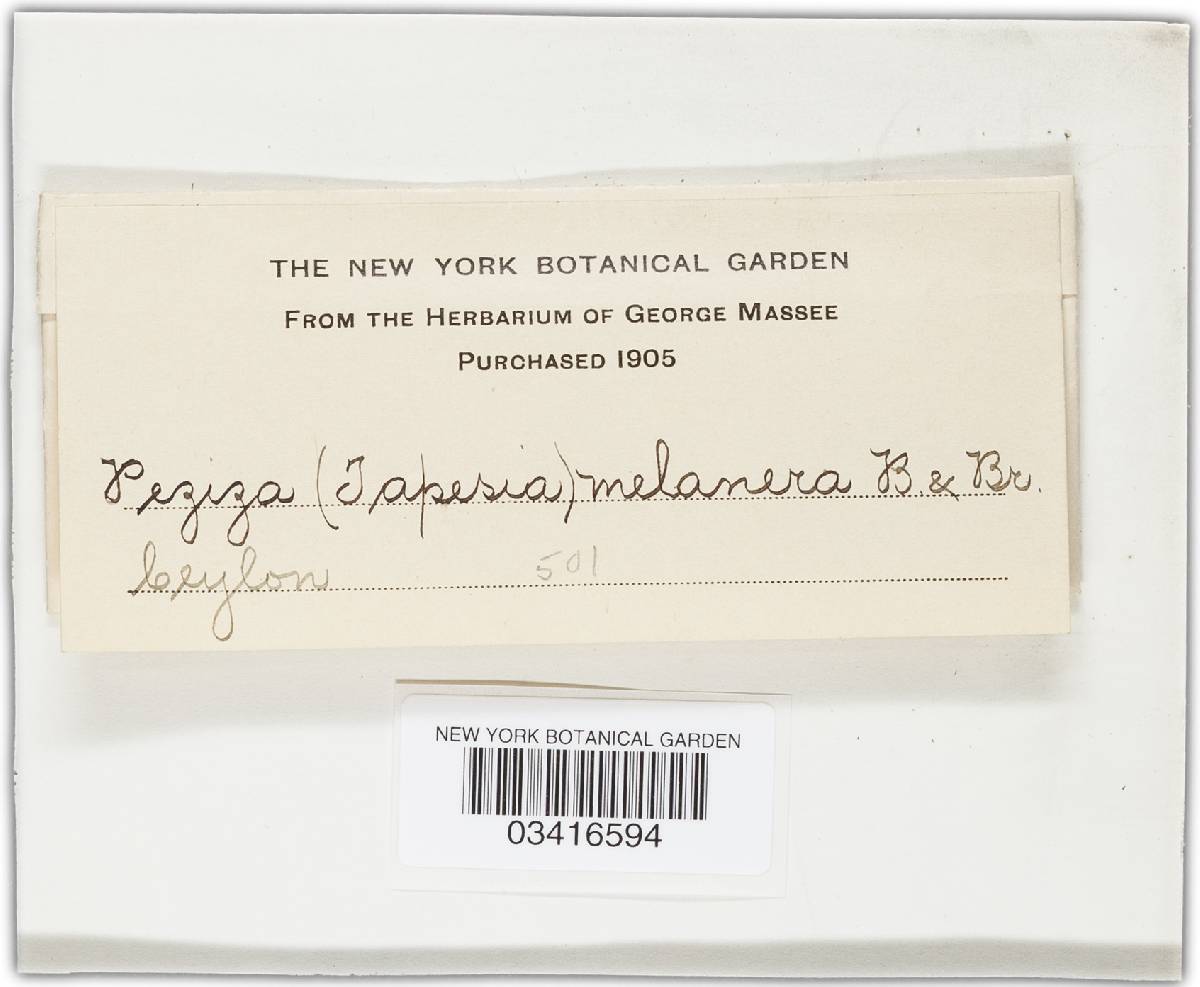 THE NEW YORK BOTANICAL GARDEN
FROM THE HERBARIUM OF GEORGE MASSEE
PURCHASED 1905
Peziza (Tapesia) melanera B. & Br.
Ceylon 501
NEW YORK BOTANICAL GARDEN
03416594